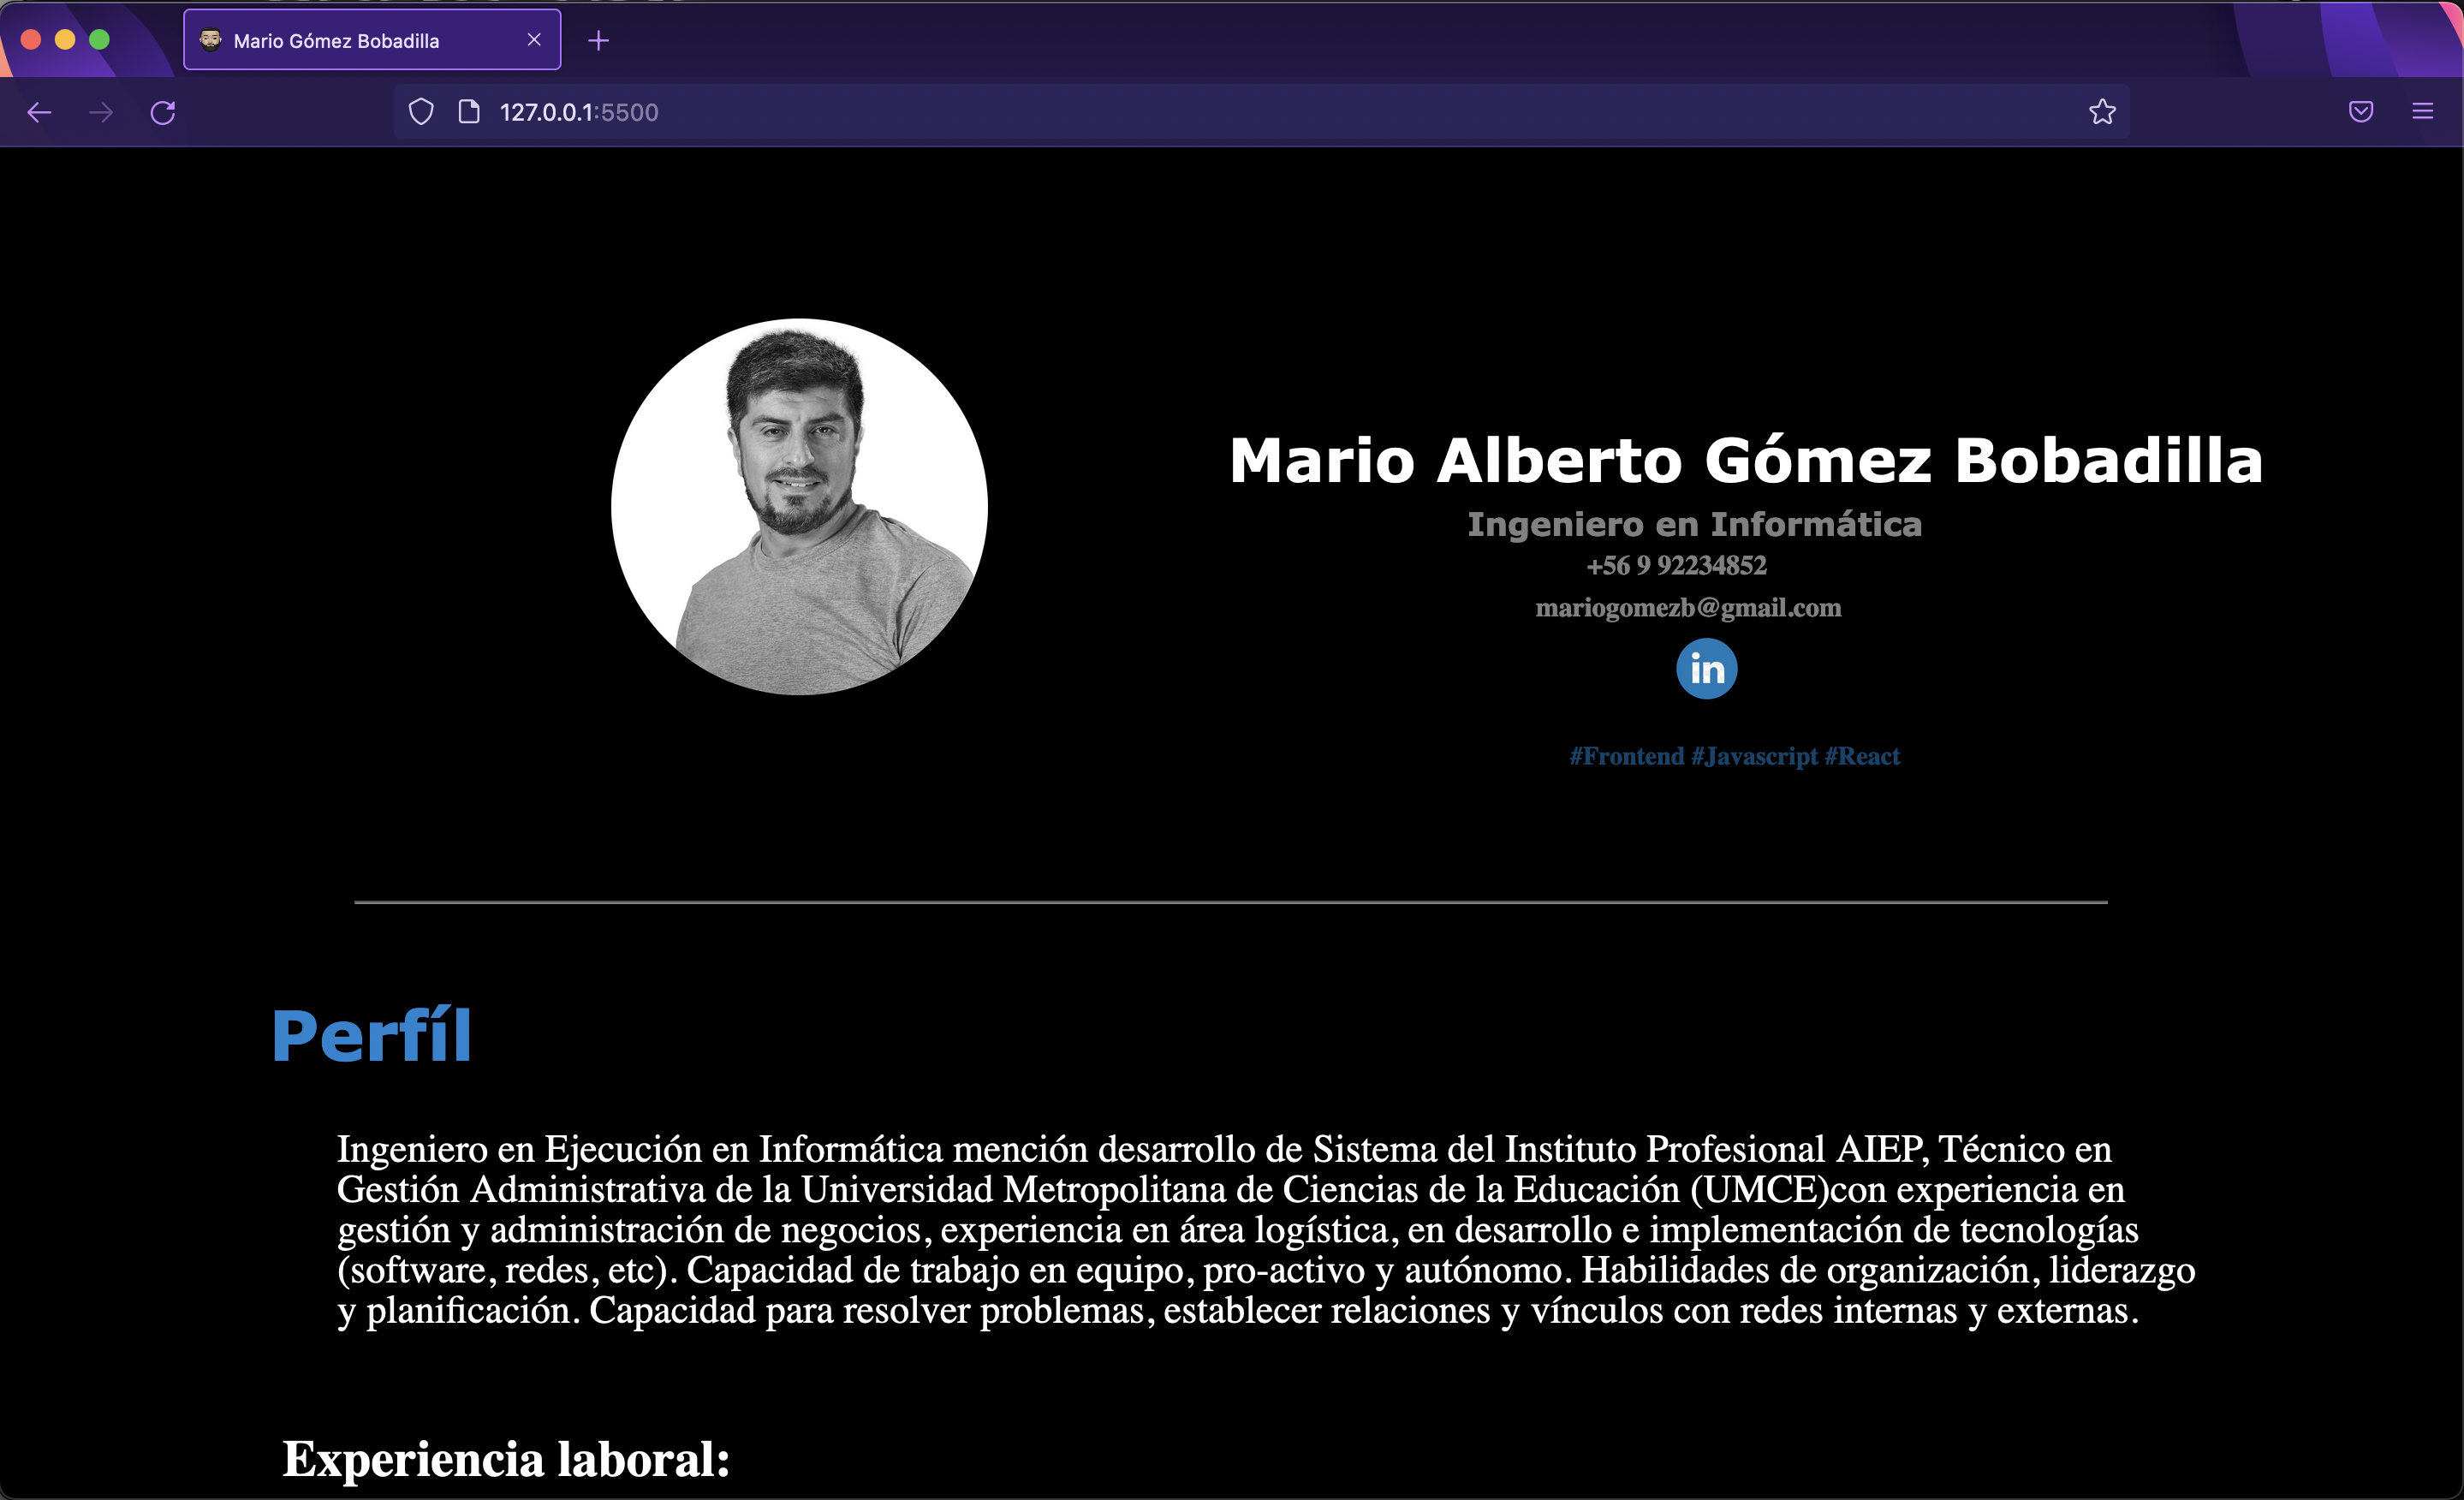 Mario Gómez Bobadilla
127.0.0.1:5500
Mario Alberto Gómez Bobadilla
Ingeniero en Informática
+56 9 92234852
mariogomezb@gmail.com
in
#Frontend #Javascript #React
Perfíl
Ingeniero en Ejecución en Informática mención desarrollo de Sistema del Instituto Profesional AIEP, Técnico en
Gestión Administrativa de la Universidad Metropolitana de Ciencias de la Educación (UMCE)con experiencia en
gestión y administración de negocios, experiencia en área logística, en desarrollo e implementación de tecnologías
(software, redes, etc). Capacidad de trabajo en equipo, pro-activo y autónomo. Habilidades de organización, liderazgo
y planificación. Capacidad para resolver problemas, establecer relaciones y vínculos con redes internas y externas.
Experiencia laboral: